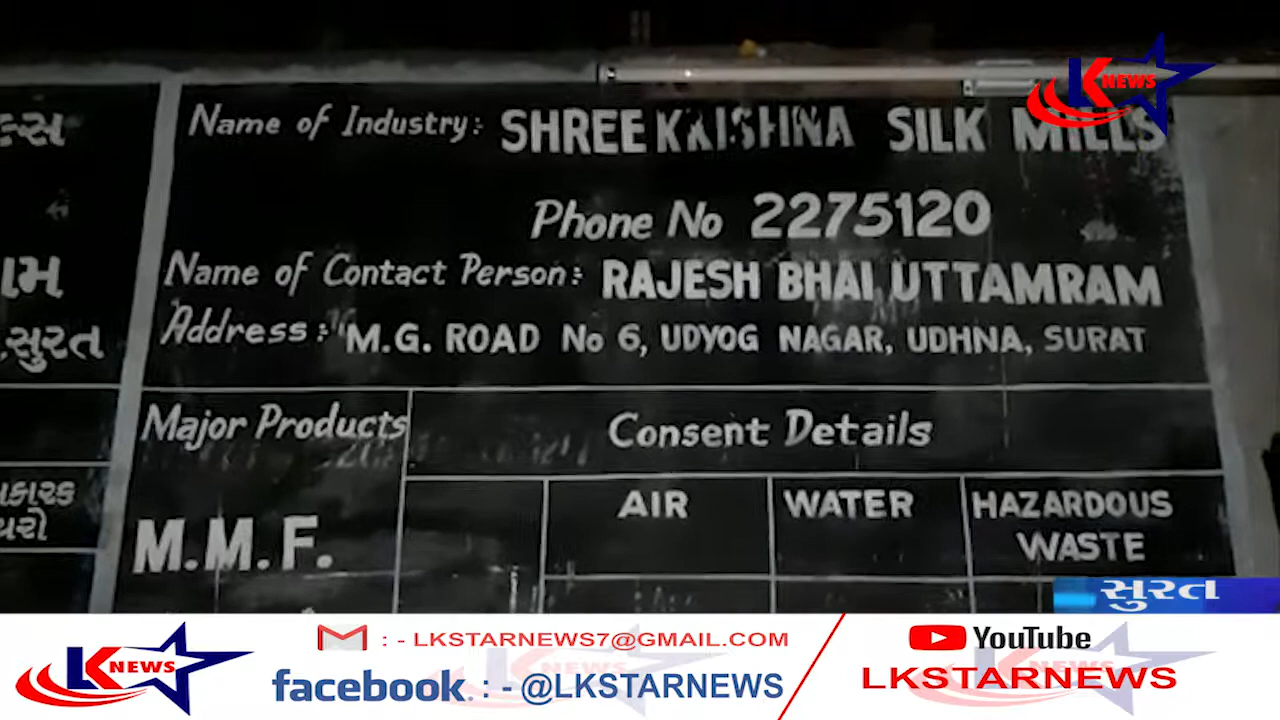 LK NEWS
Name of Industry:- SHREE KRISHNA SILK MILLS
Phone No 2275120
Name of Contact Person:- RAJESH BHAI UTTAMRAM
Address:- M.G. ROAD No 6, UDYOG NAGAR, UDHNA, SURAT
સુરત
Major Products
Consent Details
AIR
WATER
HAZARDOUS
WASTE
M.M.F.
સુરત
LK NEWS
: - LKSTARNEWS7@GMAIL.COM
facebook. : - @LKSTARNEWS
YouTube
LKSTARNEWS